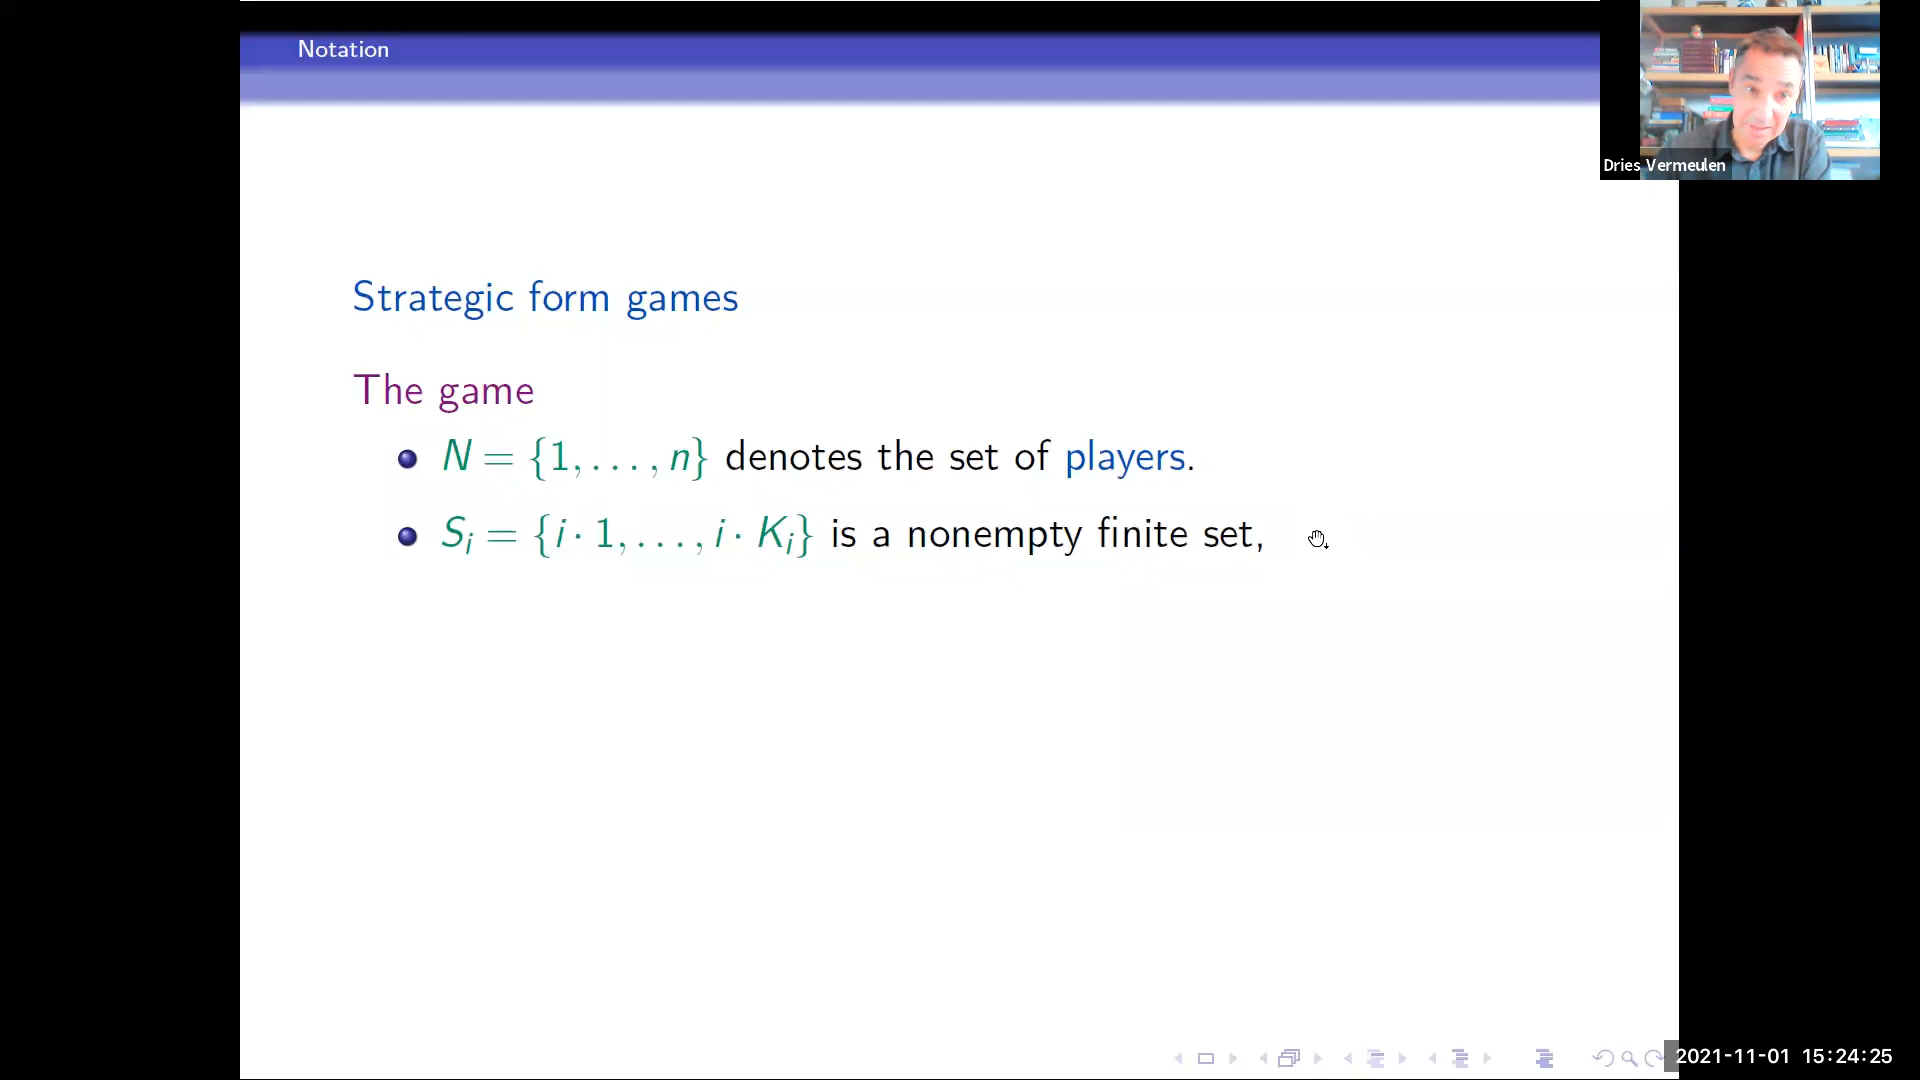 Notation
Dries Vermeulen
Strategic form games
The game
N = {1, . . . , n} denotes the set of players.
S_i = {i · 1, . . . , i · K_i} is a nonempty finite set,
2021-11-01 15:24:25